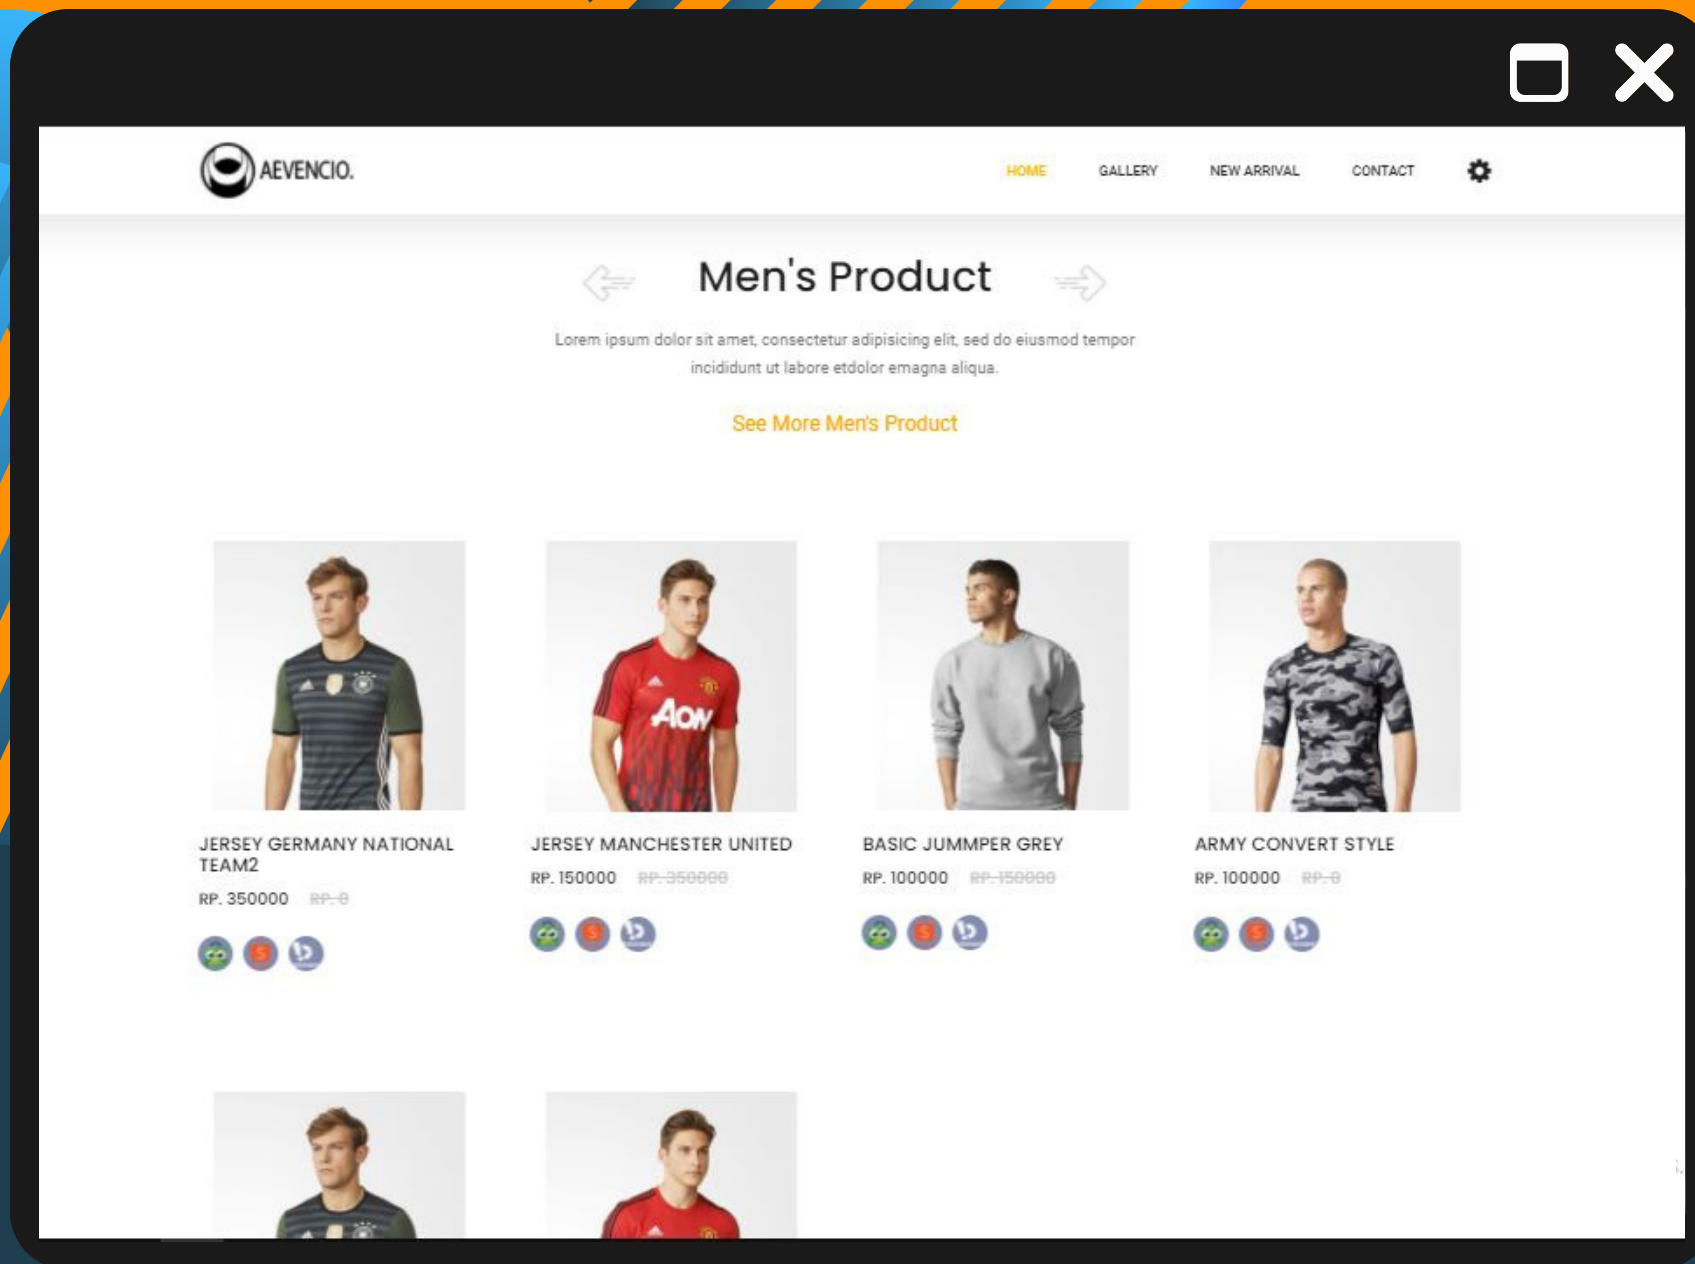 AEVENCIO.
HOME GALLERY NEW ARRIVAL CONTACT
Men's Product
Lorem ipsum dolor sit amet, consectetur adipisicing elit, sed do eiusmod tempor
incididunt ut labore etdolor emagna aliqua.
See More Men's Product
AON
JERSEY GERMANY NATIONAL
TEAM2
RP. 350000 RP. 0
JERSEY MANCHESTER UNITED
RP. 150000 RP. 350000
BASIC JUMMPER GREY
RP. 100000 RP. 150000
ARMY CONVERT STYLE
RP. 100000 RP. 0